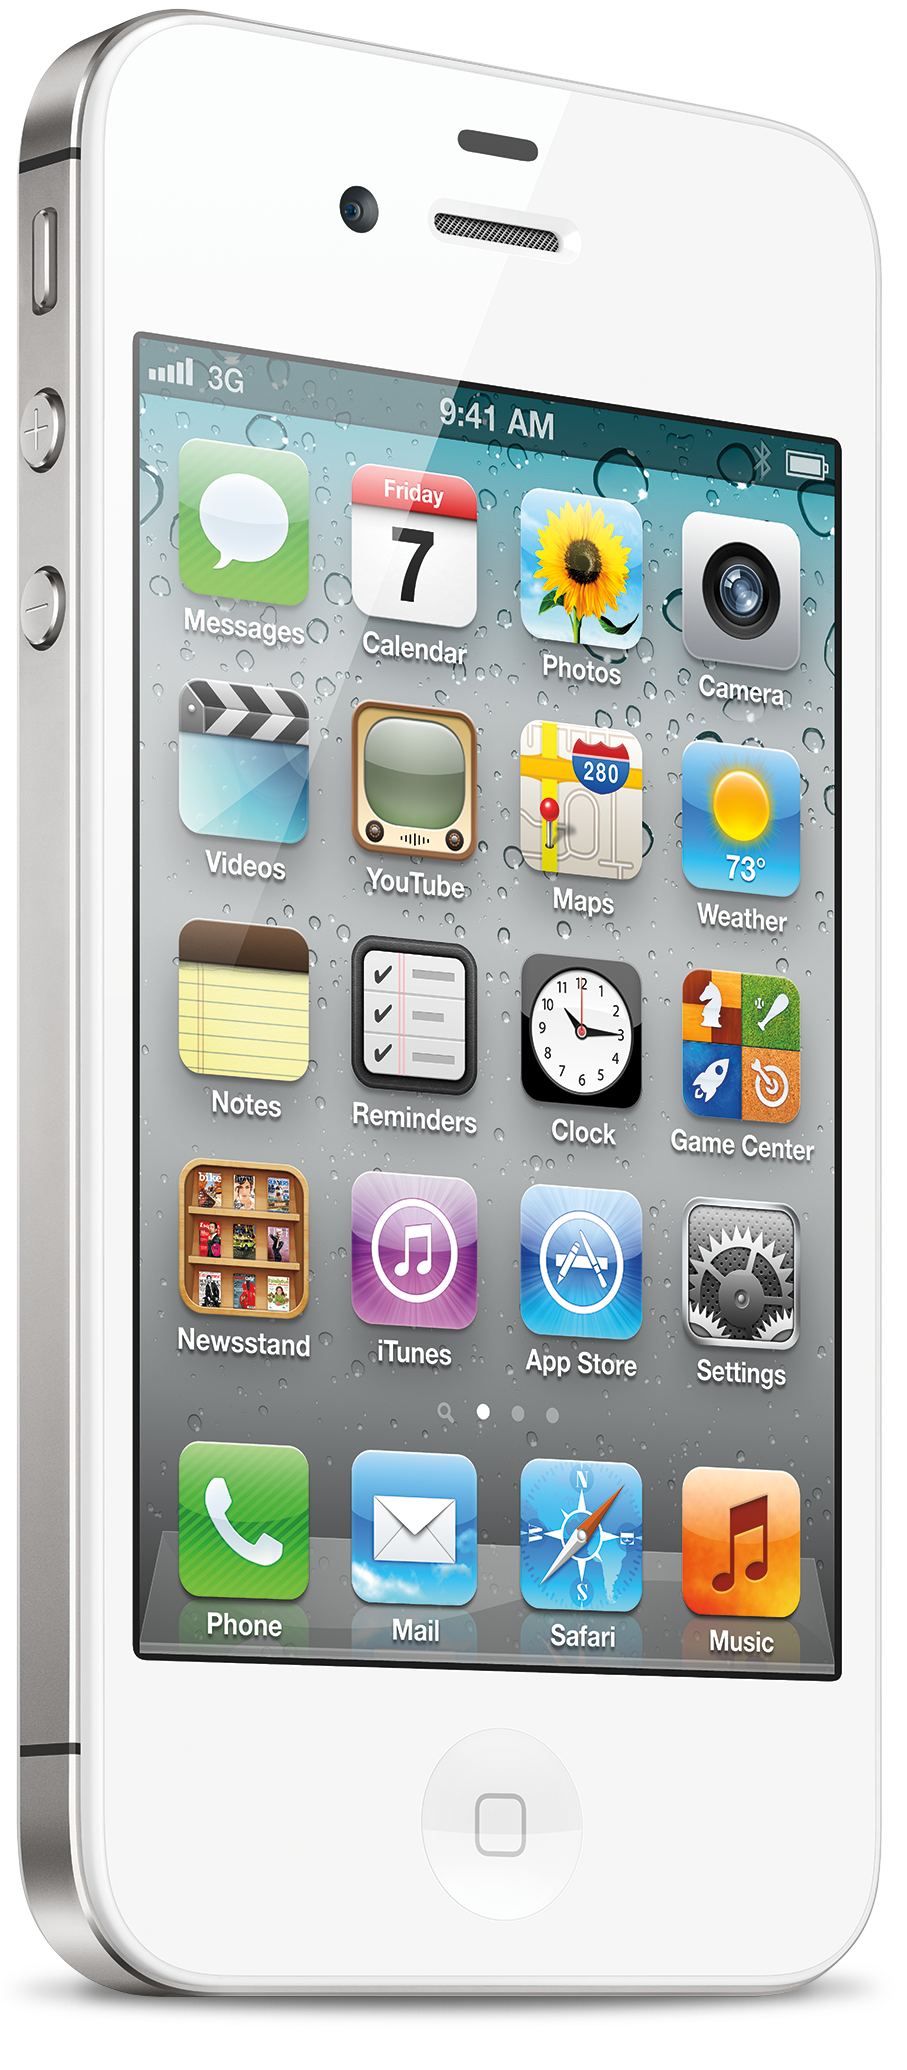 3G
9:41 AM
Friday
7
Messages
Calendar
Photos
Camera
280
73°
Videos
YouTube
Maps
Weather
12
11 1
10 2
9 3
8 4
7 5
6
Notes
Reminders
Clock
Game Center
bike
Newsstand
iTunes
App Store
Settings
N
W E
S
Phone
Mail
Safari
Music